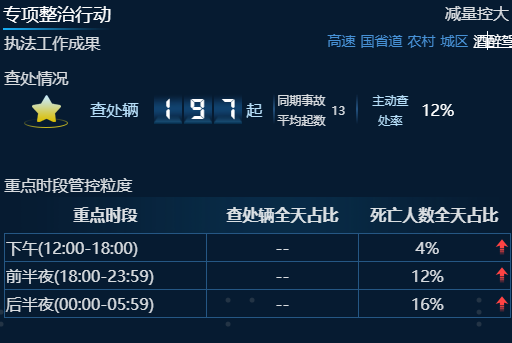 专项整治行动 减量控大
执法工作成果 高速 国省道 农村 城区 酒醉驾
查处情况
查处辆 197 起 同期事故 平均起数 13 主动查 处率 12%
重点时段管控粒度
重点时段 查处辆全天占比 死亡人数全天占比
下午(12:00-18:00) -- 4%
前半夜(18:00-23:59) -- 12%
后半夜(00:00-05:59) -- 16%